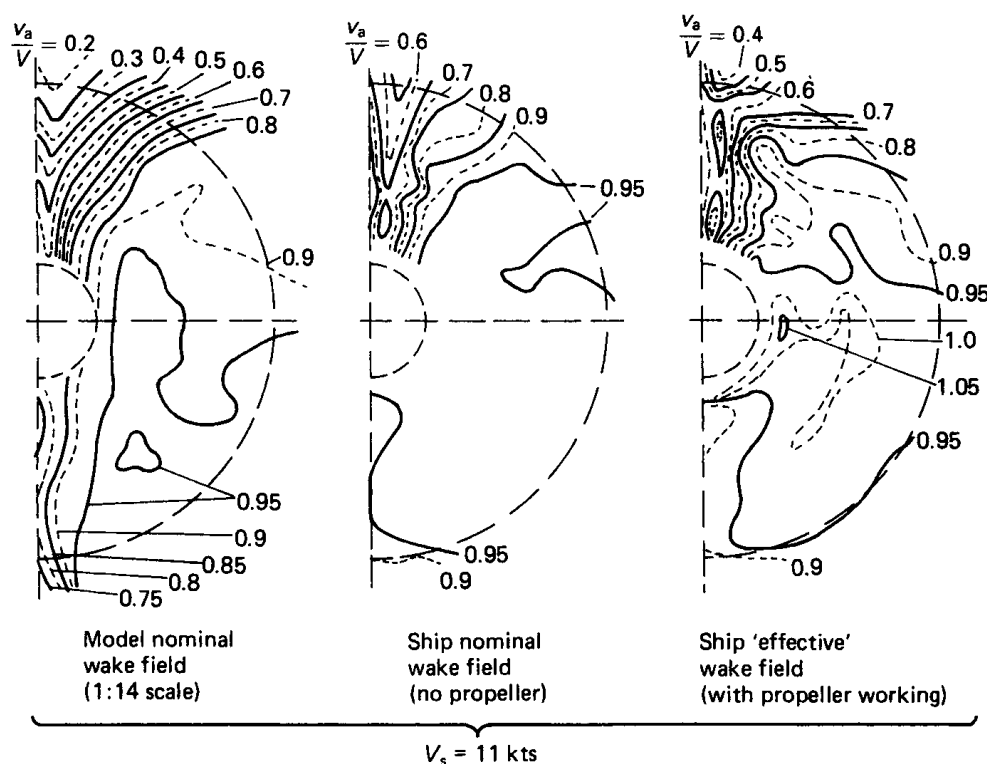 v_a/V = 0.2
0.3
0.4
0.5
0.6
0.7
0.8
0.9
0.95
0.9
0.85
0.8
0.75
Model nominal
wake field
(1:14 scale)
v_a/V = 0.6
0.7
0.8
0.9
0.95
0.95
0.9
Ship nominal
wake field
(no propeller)
v_a/V = 0.4
0.5
0.6
0.7
0.8
0.9
0.95
1.0
1.05
0.95
0.9
Ship 'effective'
wake field
(with propeller working)
V_s = 11 kts